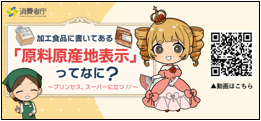 消費者庁
加工食品に書いてある
「原料原産地表示」
ってなに?
～プリンセス、スーパーに立つ!!～
▲動画はこちら